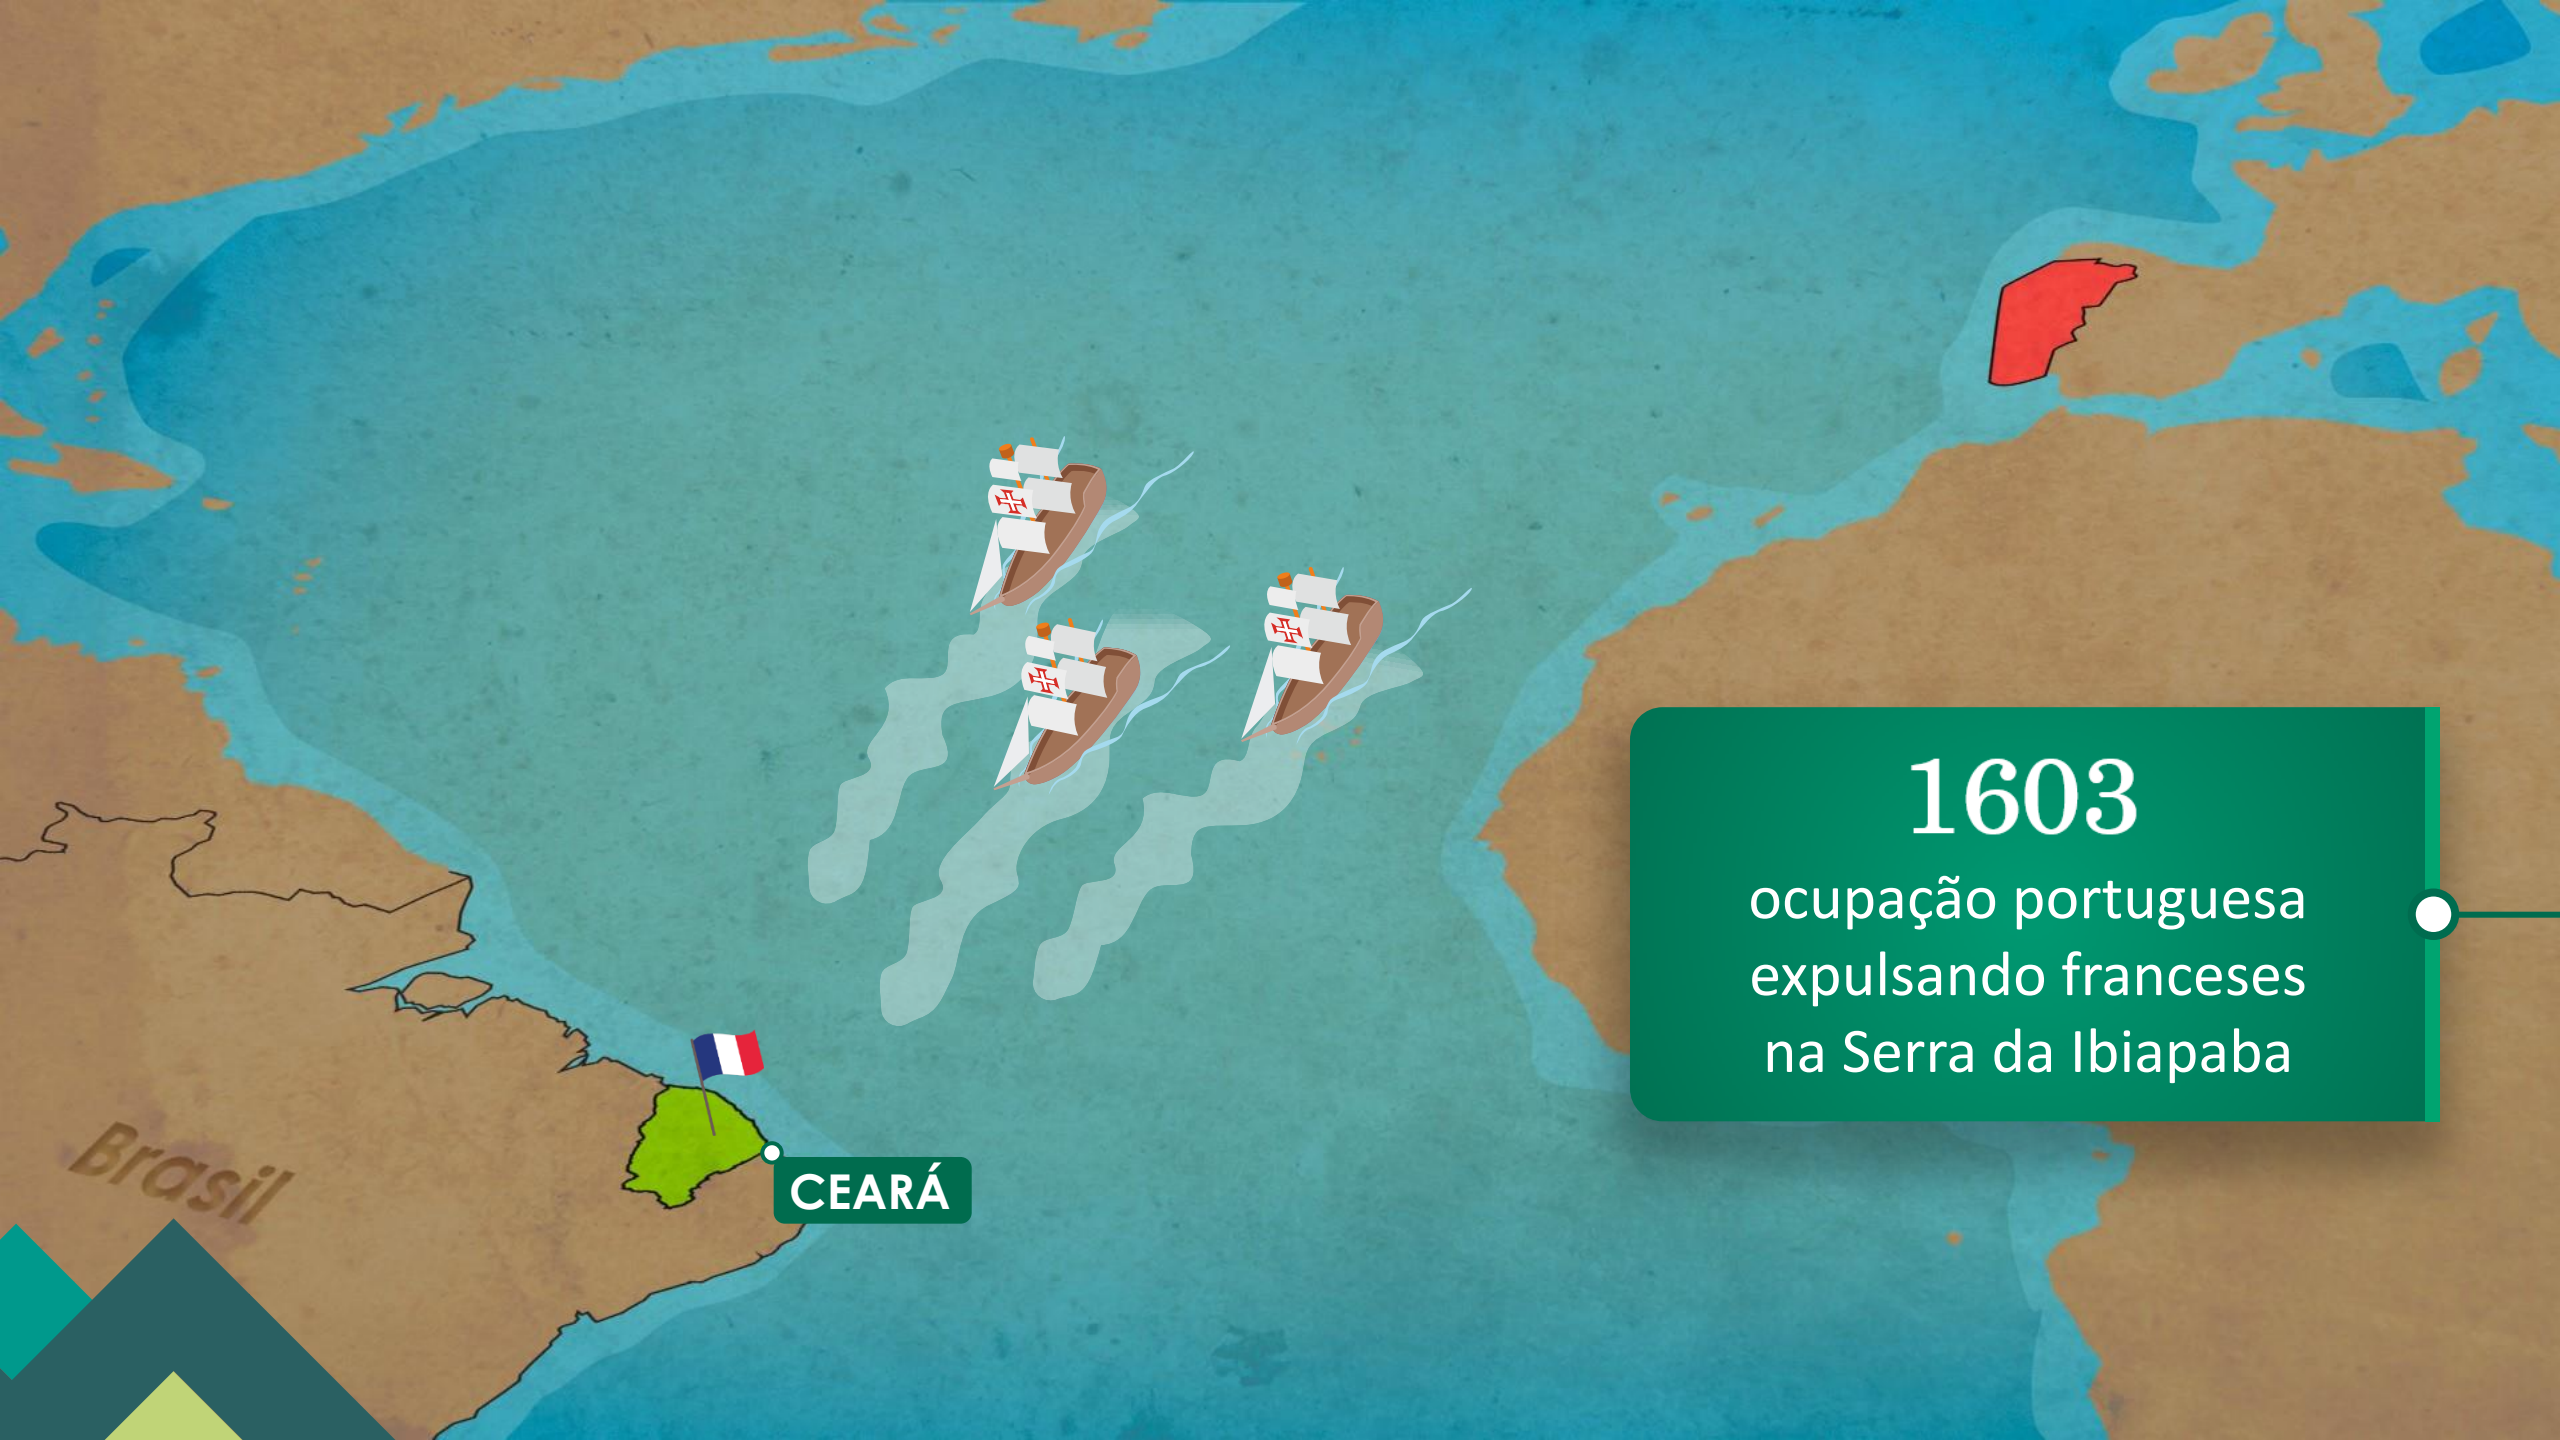 1603
ocupação portuguesa
expulsando franceses
na Serra da Ibiapaba
Brasil
CEARÁ